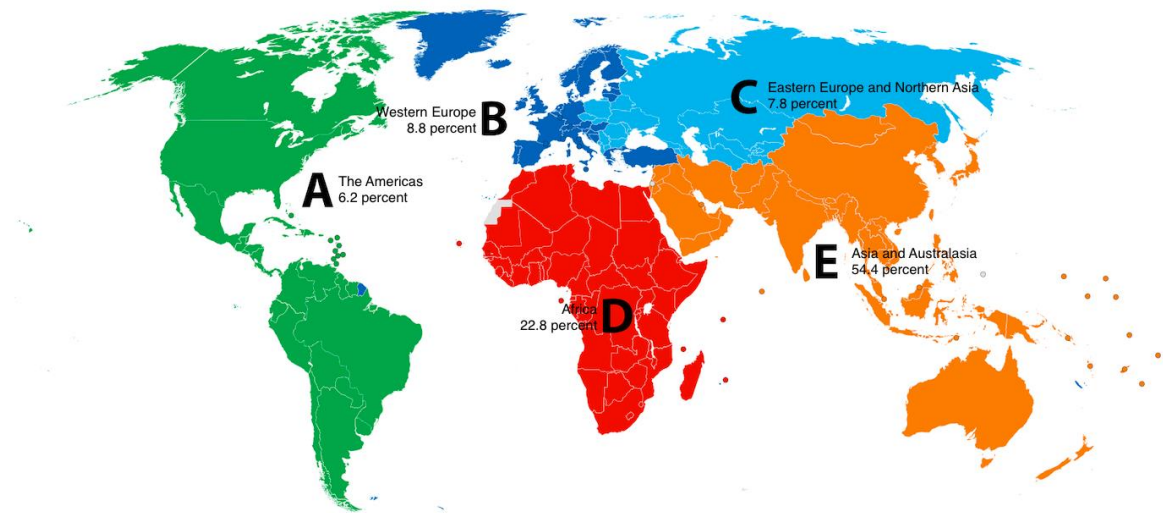 A
The Americas
6.2 percent
B
Western Europe
8.8 percent
C
Eastern Europe and Northern Asia
7.8 percent
D
Africa
22.8 percent
E
Asia and Australasia
54.4 percent